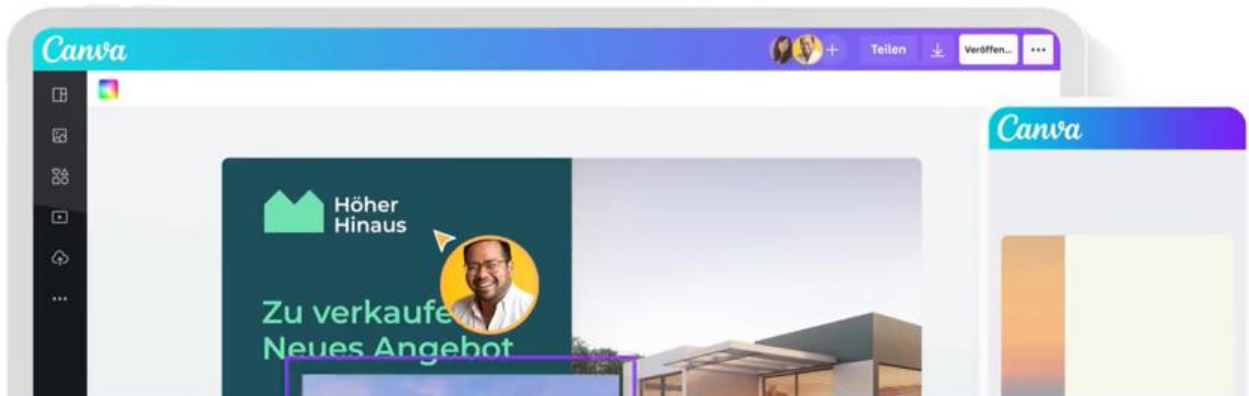 Canva
Teilen
Veröffen...
Canva
Höher
Hinaus
Zu verkaufe
Neues Angebot